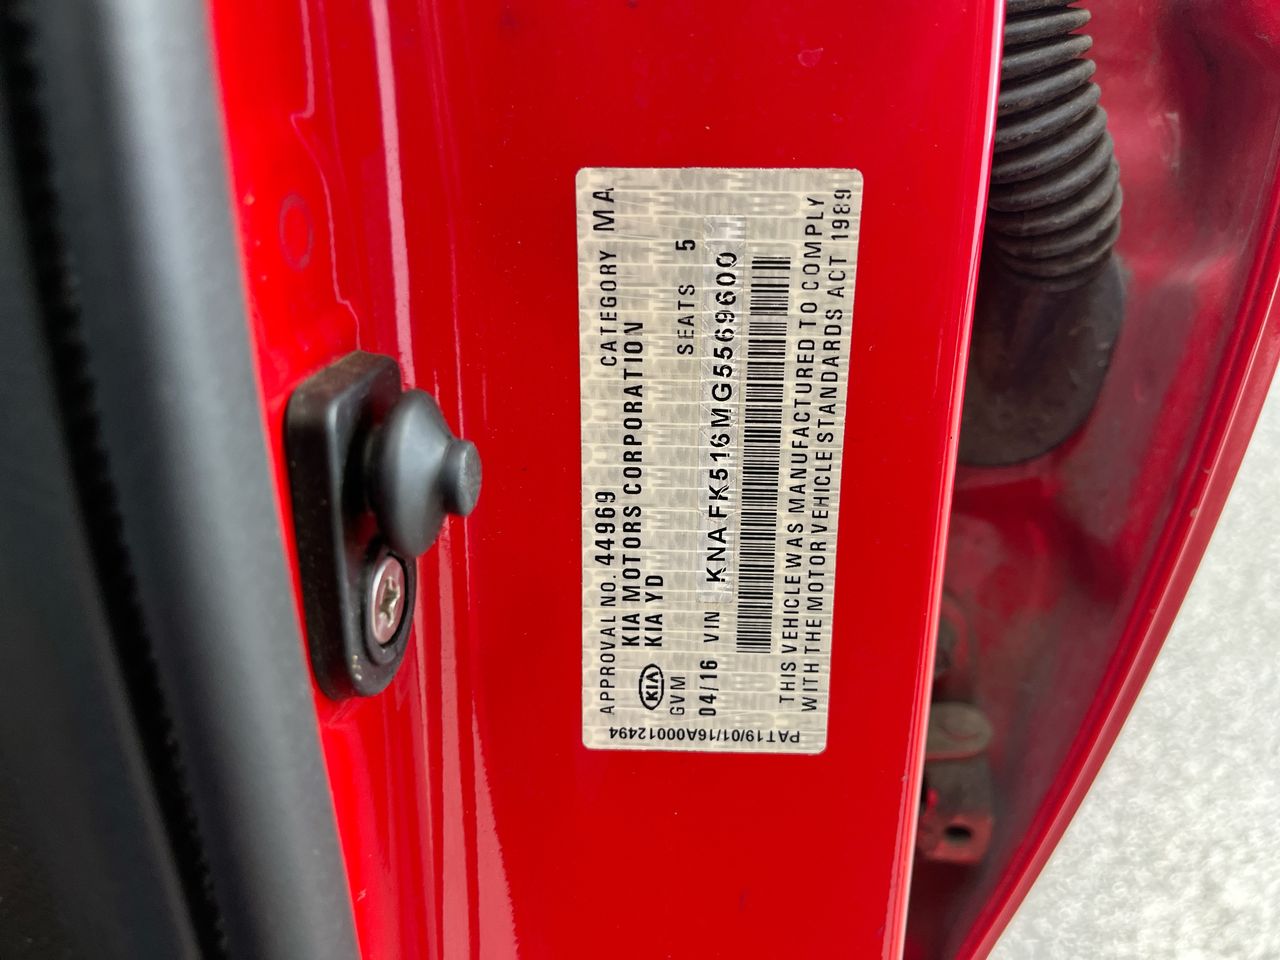 APPROVAL NO. 44969 CATEGORY MA
KIA MOTORS CORPORATION
KIA
KIA YD
GVM SEATS 5
04/16 VIN KNAFK516MG5569600
THIS VEHICLE WAS MANUFACTURED TO COMPLY
WITH THE MOTOR VEHICLE STANDARDS ACT 1989
PAT19/01/16A00012494